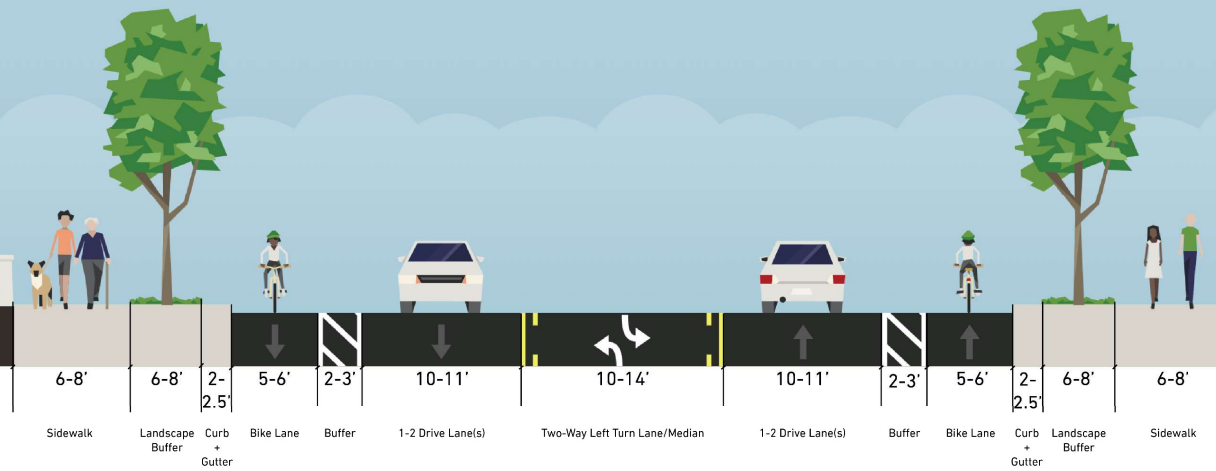 6-8’
6-8’
2-
2.5’
5-6’
2-3’
10-11’
10-14’
10-11’
2-3’
5-6’
2-
2.5’
6-8’
6-8’
Sidewalk
Landscape
Buffer
Curb
+
Gutter
Bike Lane
Buffer
1-2 Drive Lane(s)
Two-Way Left Turn Lane/Median
1-2 Drive Lane(s)
Buffer
Bike Lane
Curb
+
Gutter
Landscape
Buffer
Sidewalk